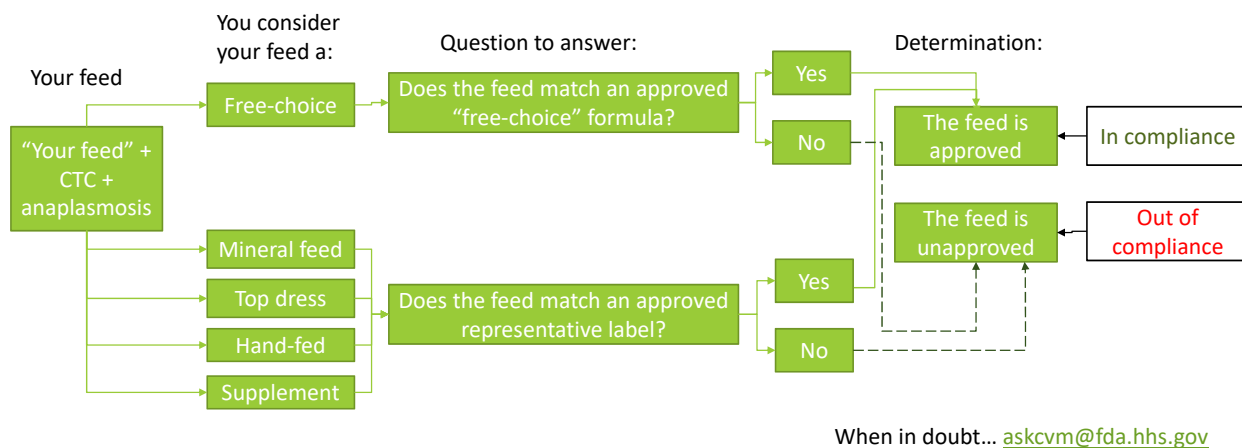 Your feed
You consider
your feed a:
Question to answer:
Determination:
“Your feed” +
CTC +
anaplasmosis
Free-choice
Does the feed match an approved
“free-choice” formula?
Yes
No
The feed is
approved
In compliance
The feed is
unapproved
Out of
compliance
Mineral feed
Top dress
Hand-fed
Supplement
Does the feed match an approved
representative label?
Yes
No
When in doubt... askcvm@fda.hhs.gov